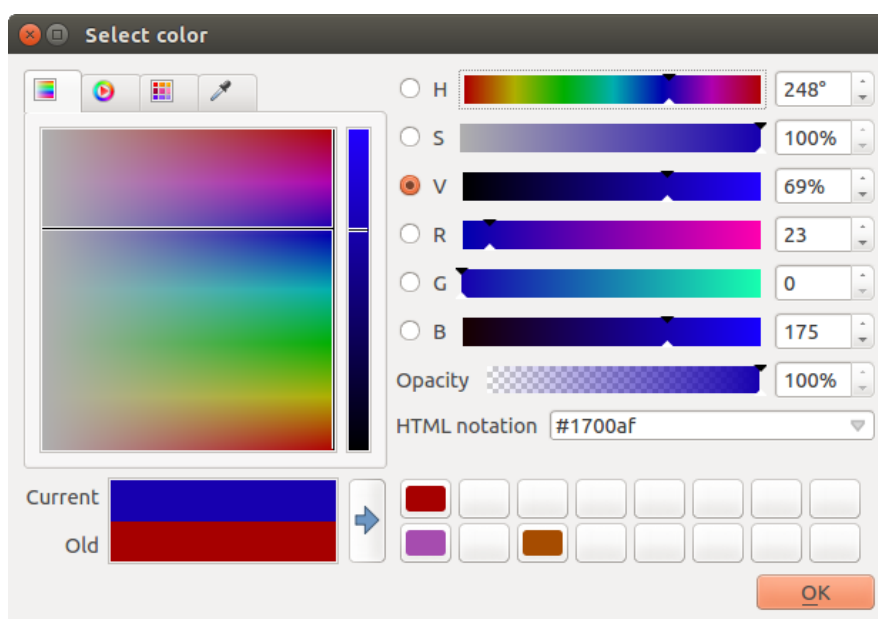 Select color
H 248°
S 100%
V 69%
R 23
G 0
B 175
Opacity 100%
HTML notation #1700af
Current
Old
OK